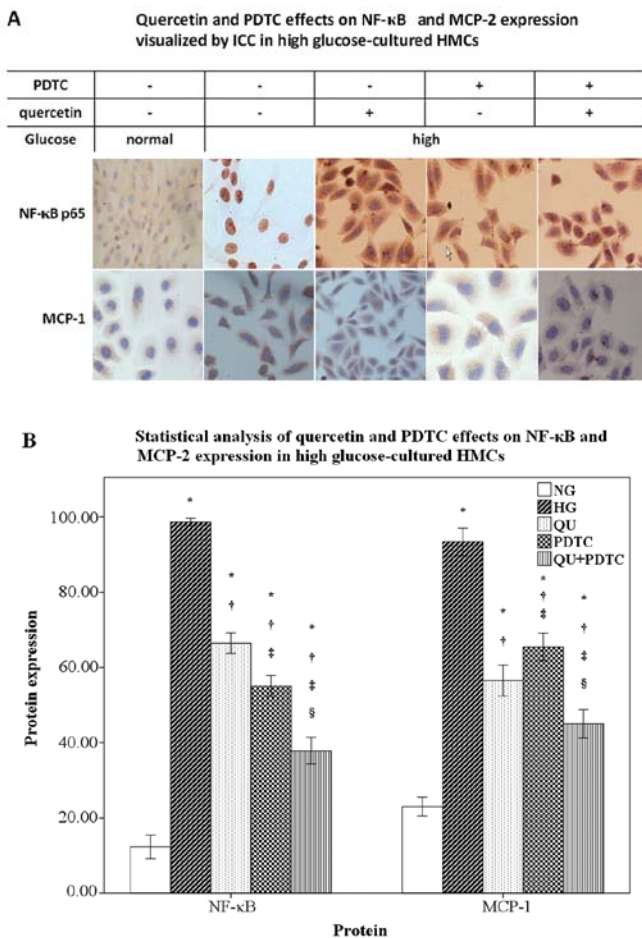 A
Quercetin and PDTC effects on NF-κB and MCP-2 expression
visualized by ICC in high glucose-cultured HMCs
PDTC - - - + +
quercetin - - + - +
Glucose normal high
NF-κB p65
MCP-1
B
Statistical analysis of quercetin and PDTC effects on NF-κB and
MCP-2 expression in high glucose-cultured HMCs
NG
HG
QU
PDTC
QU+PDTC
Protein expression
100.00
80.00
60.00
40.00
20.00
0.00
*
*
†
*
†
‡
*
†
‡
§
*
*
†
*
†
‡
*
†
‡
§
NF-κB MCP-1
Protein